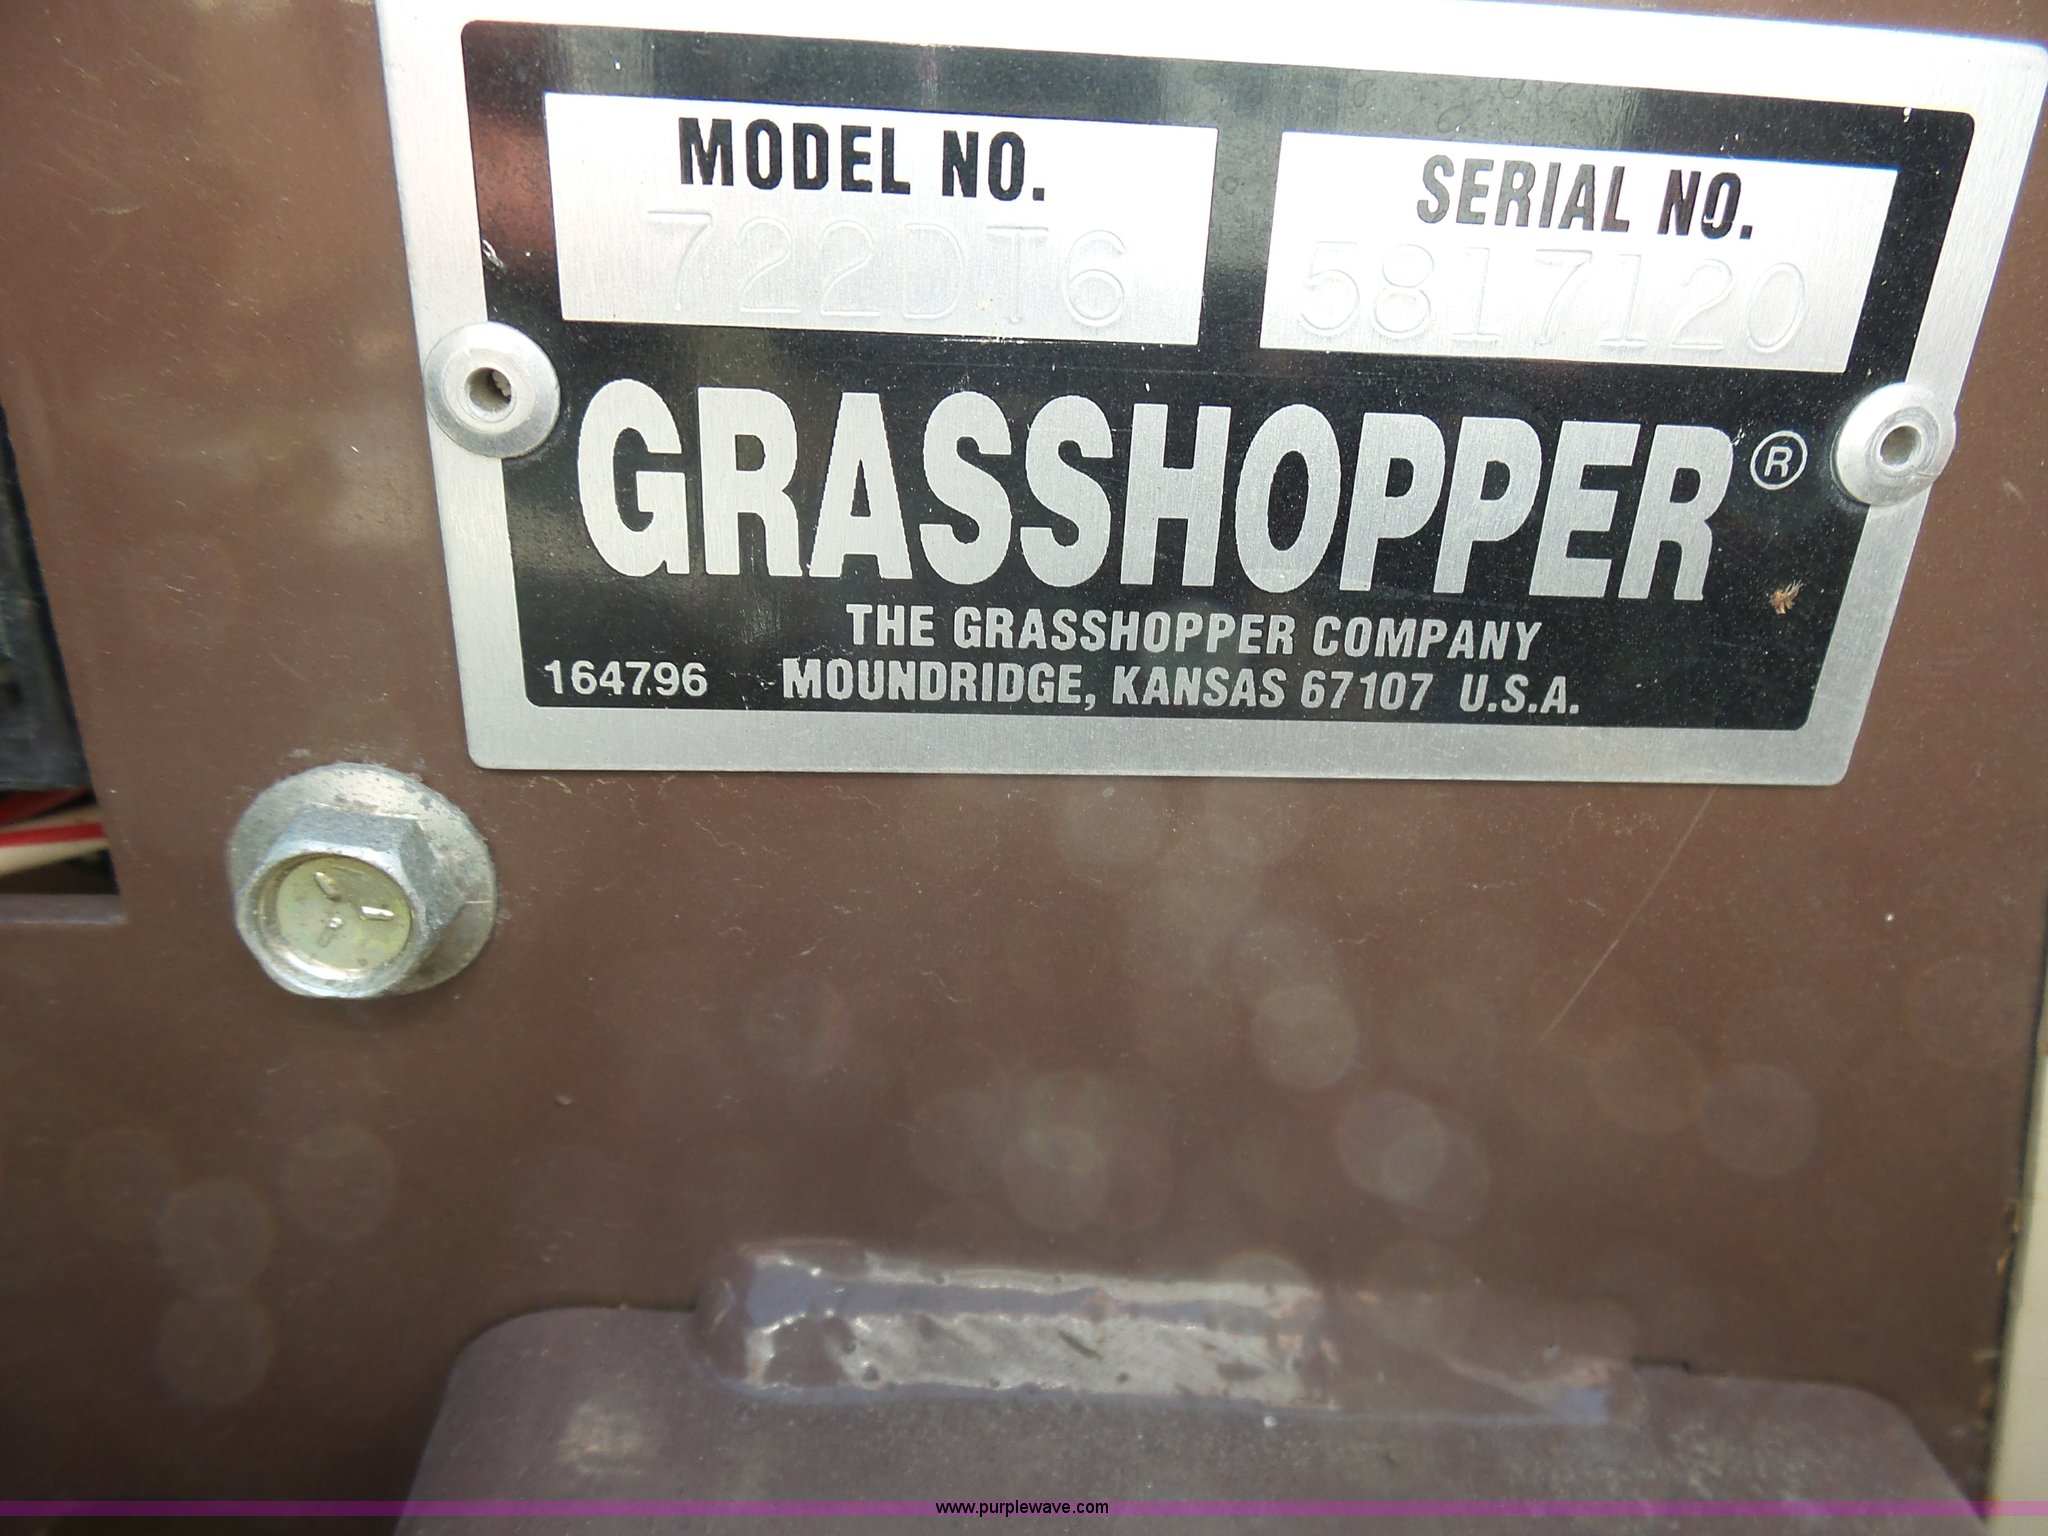 MODEL NO.
722DT6
SERIAL NO.
5817120
GRASSHOPPER®
THE GRASSHOPPER COMPANY
164796 MOUNDRIDGE, KANSAS 67107 U.S.A.
www.purplewave.com